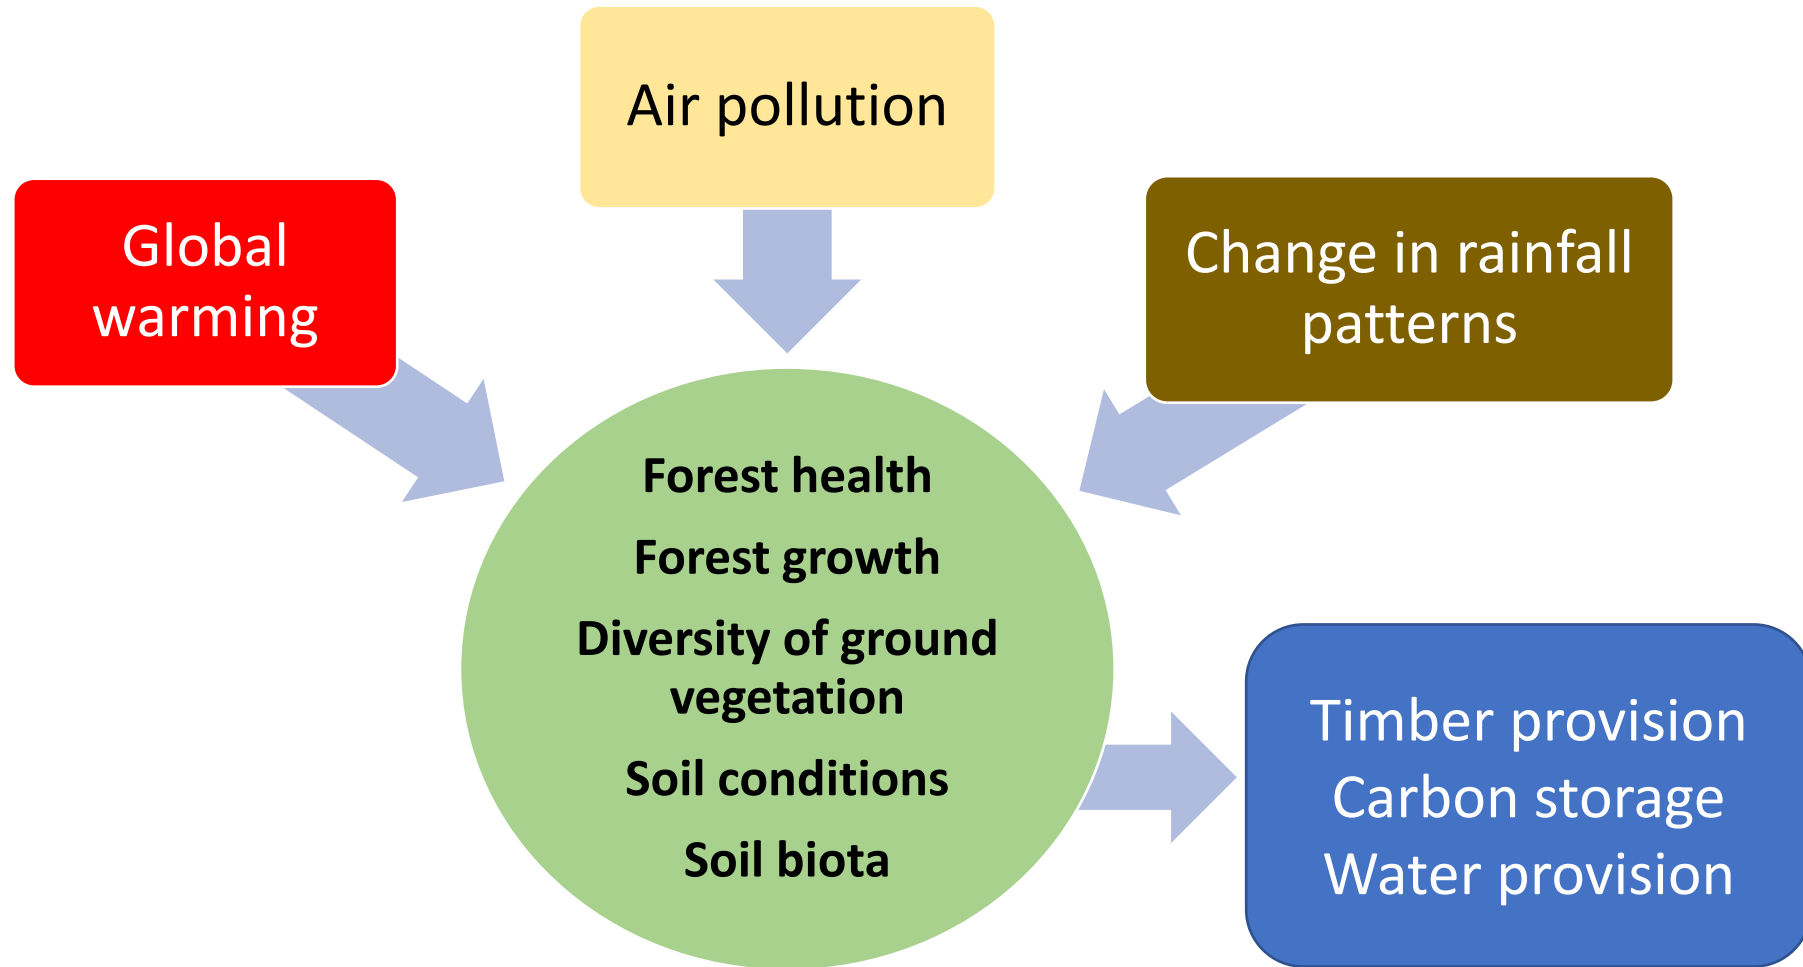 Air pollution
Global
warming
Change in rainfall
patterns
Forest health
Forest growth
Diversity of ground
vegetation
Soil conditions
Soil biota
Timber provision
Carbon storage
Water provision